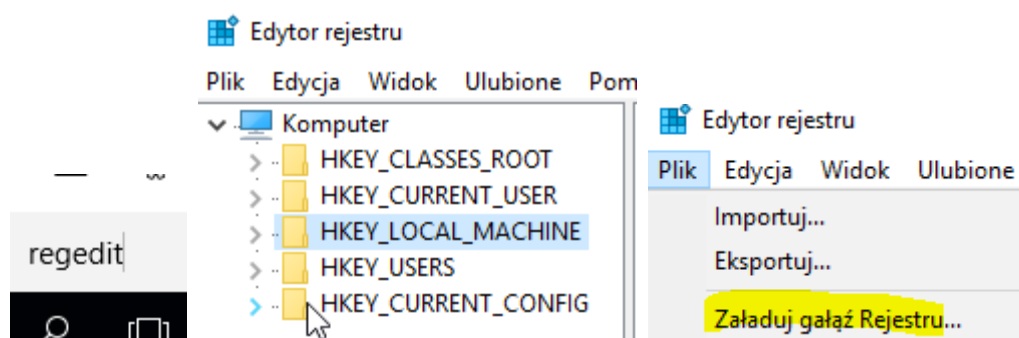 regedit
Edytor rejestru
Plik Edycja Widok Ulubione Pom
Komputer
HKEY_CLASSES_ROOT
HKEY_CURRENT_USER
HKEY_LOCAL_MACHINE
HKEY_USERS
HKEY_CURRENT_CONFIG
Edytor rejestru
Plik Edycja Widok Ulubione
Importuj...
Eksportuj...
Załaduj gałąź Rejestru...